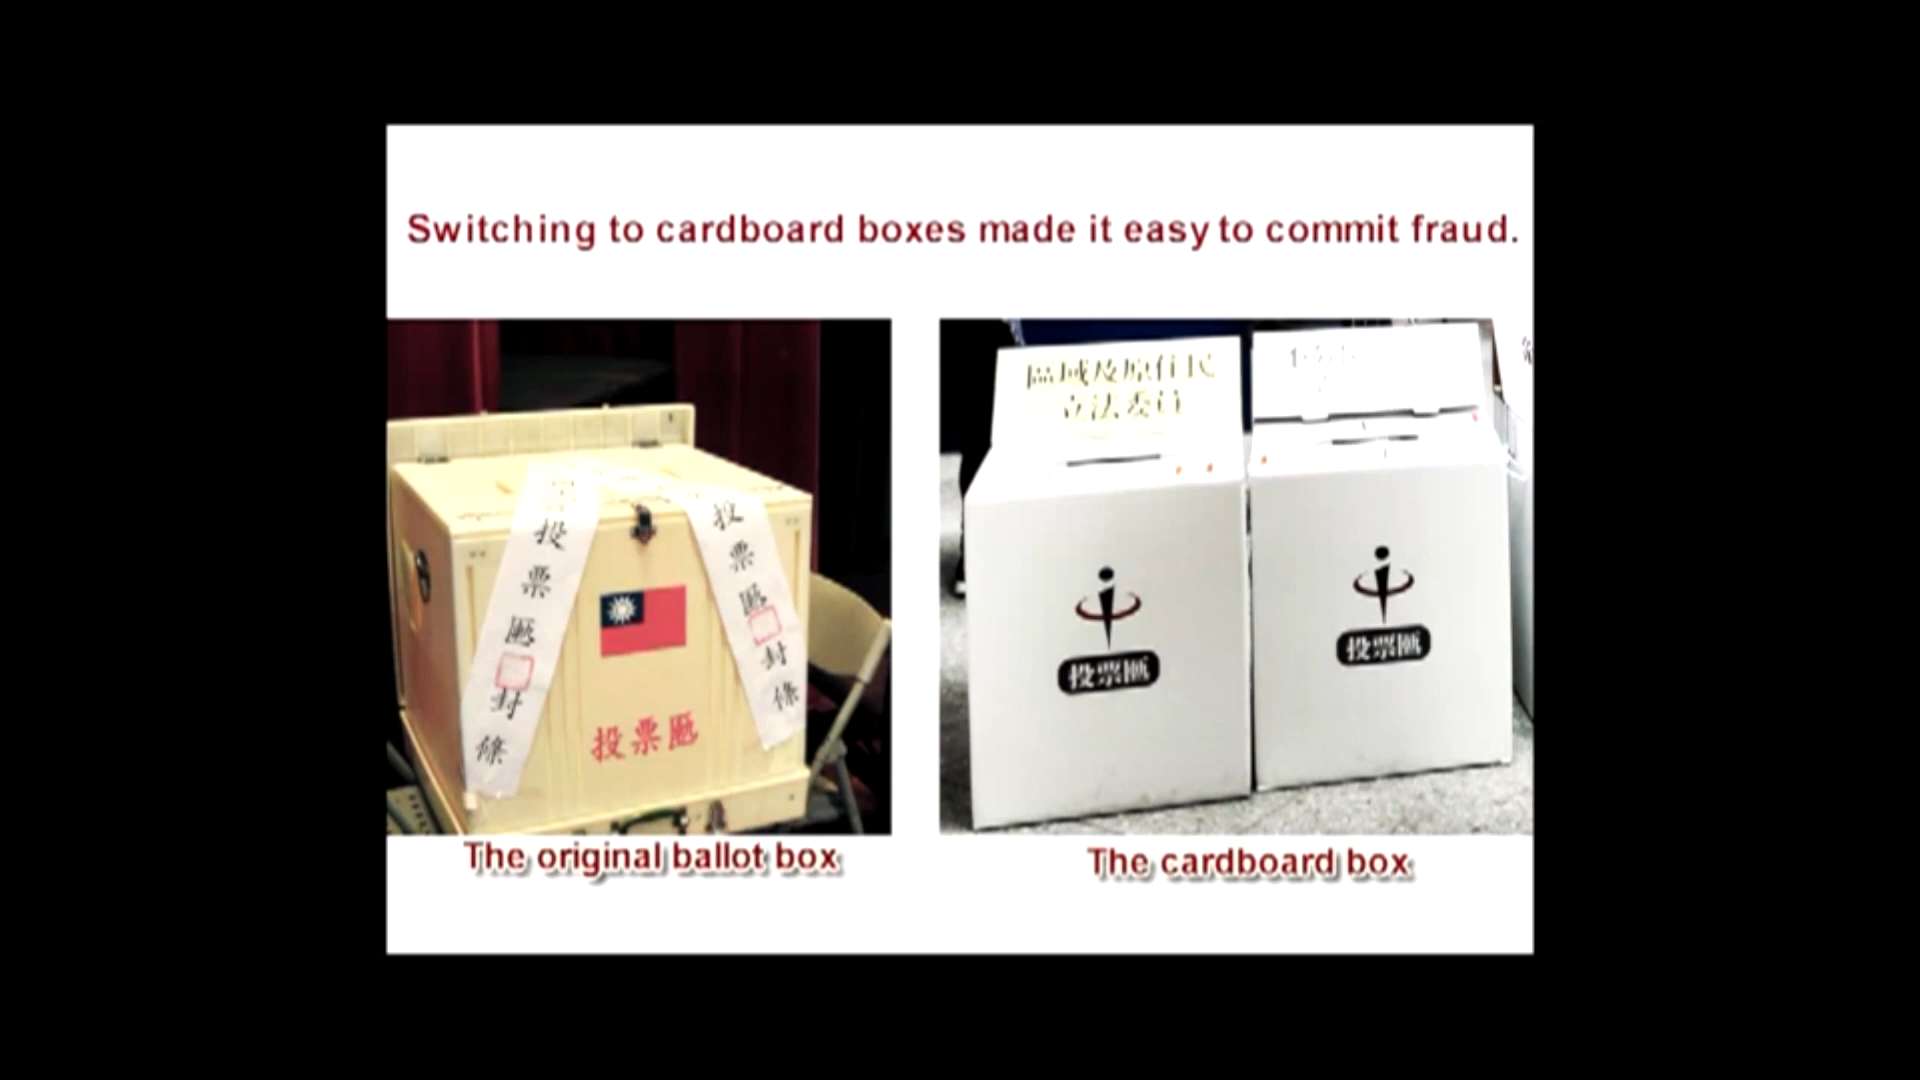 Switching to cardboard boxes made it easy to commit fraud.
投票匭封條
投票匭封條
投票匭
區域及原住民
立法委員
投票匭
投票匭
The original ballot box
The cardboard box